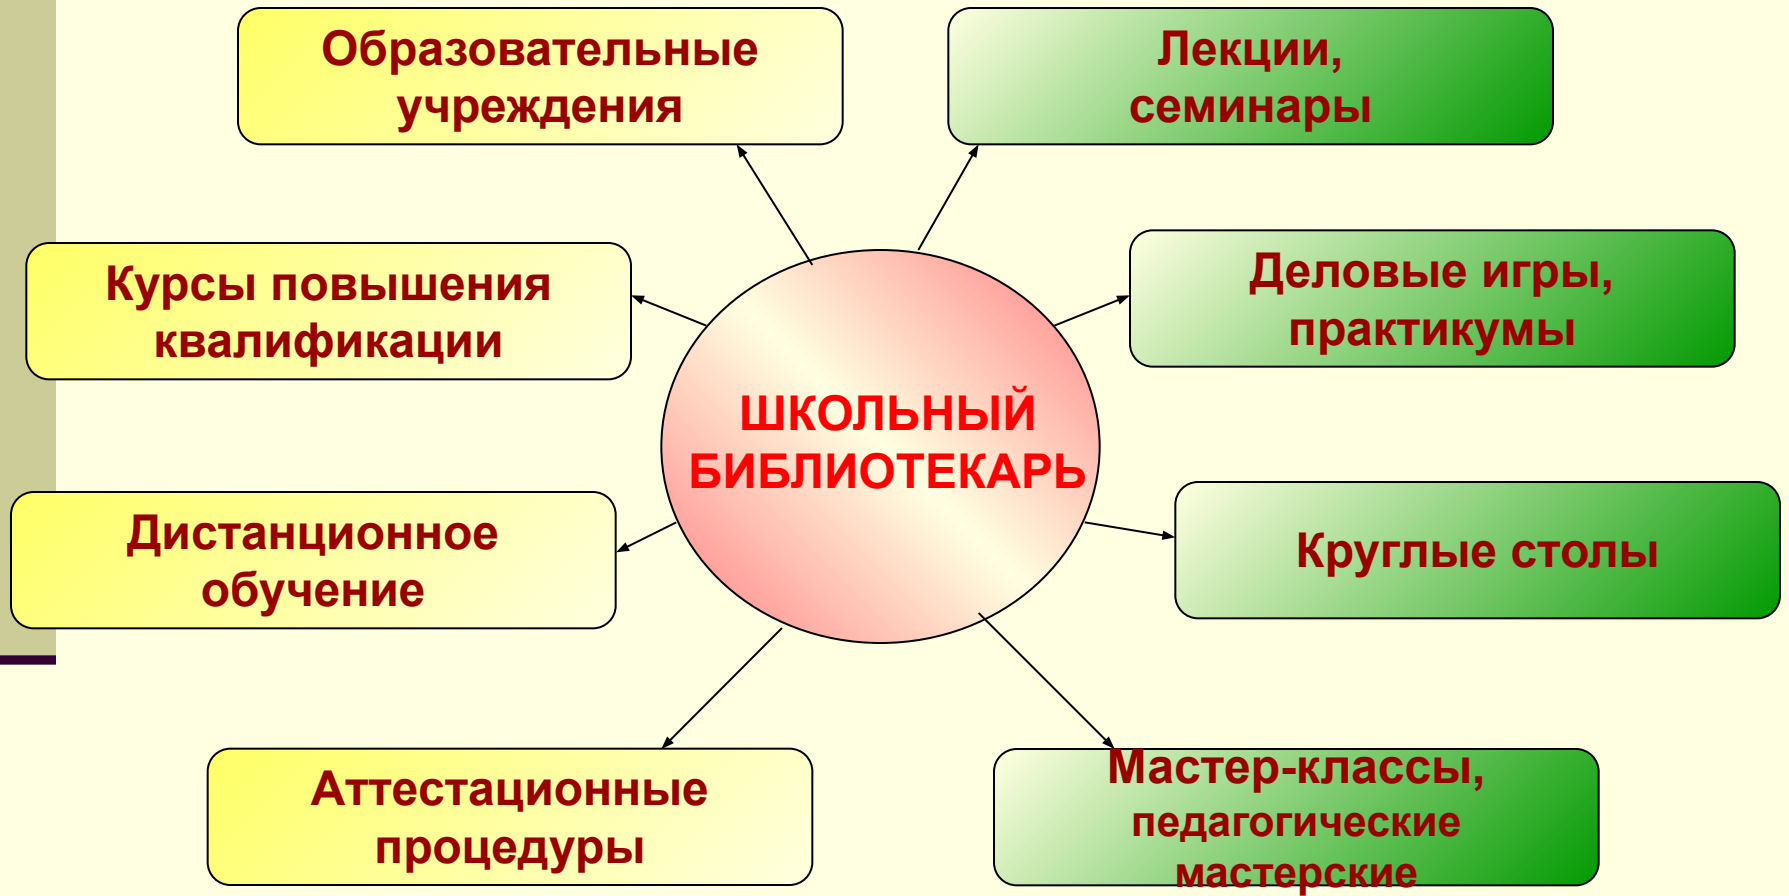 Образовательные
учреждения
Лекции,
семинары
Курсы повышения
квалификации
Деловые игры,
практикумы
ШКОЛЬНЫЙ
БИБЛИОТЕКАРЬ
Дистанционное
обучение
Круглые столы
Аттестационные
процедуры
Мастер-классы,
педагогические
мастерские